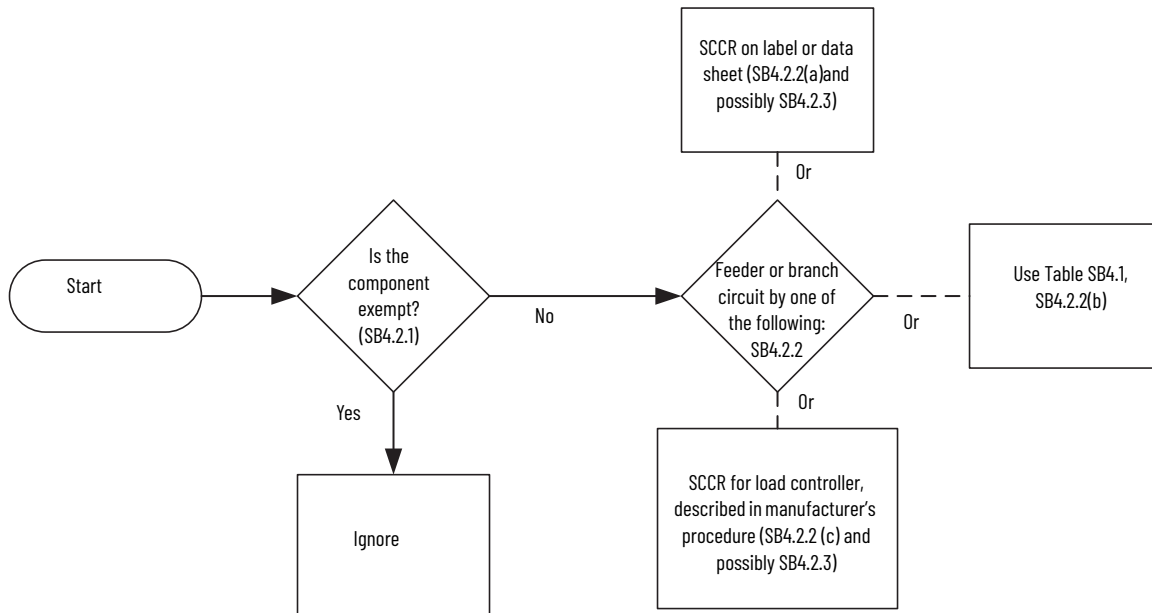 SCCR on label or data
sheet (SB4.2.2(a)and
possibly SB4.2.3)
Or
Start
Is the
component
exempt?
(SB4.2.1)
No
Feeder or branch
circuit by one of
the following:
SB4.2.2
Or
Use Table SB4.1,
SB4.2.2(b)
Yes
Or
Ignore
SCCR for load controller,
described in manufacturer's
procedure (SB4.2.2 (c) and
possibly SB4.2.3)